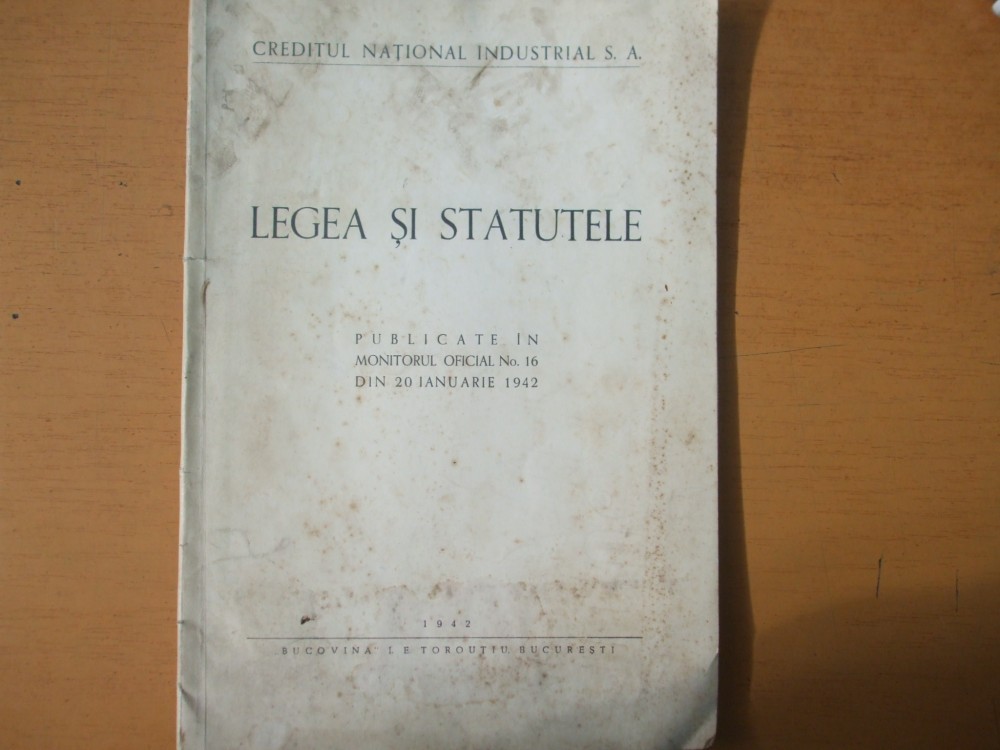 CREDITUL NAȚIONAL INDUSTRIAL S. A.
LEGEA ȘI STATUTELE
PUBLICATE ÎN
MONITORUL OFICIAL No. 16
DIN 20 IANUARIE 1942
1942
BUCOVINA I. E. TOROUȚIU, BUCUREȘTI